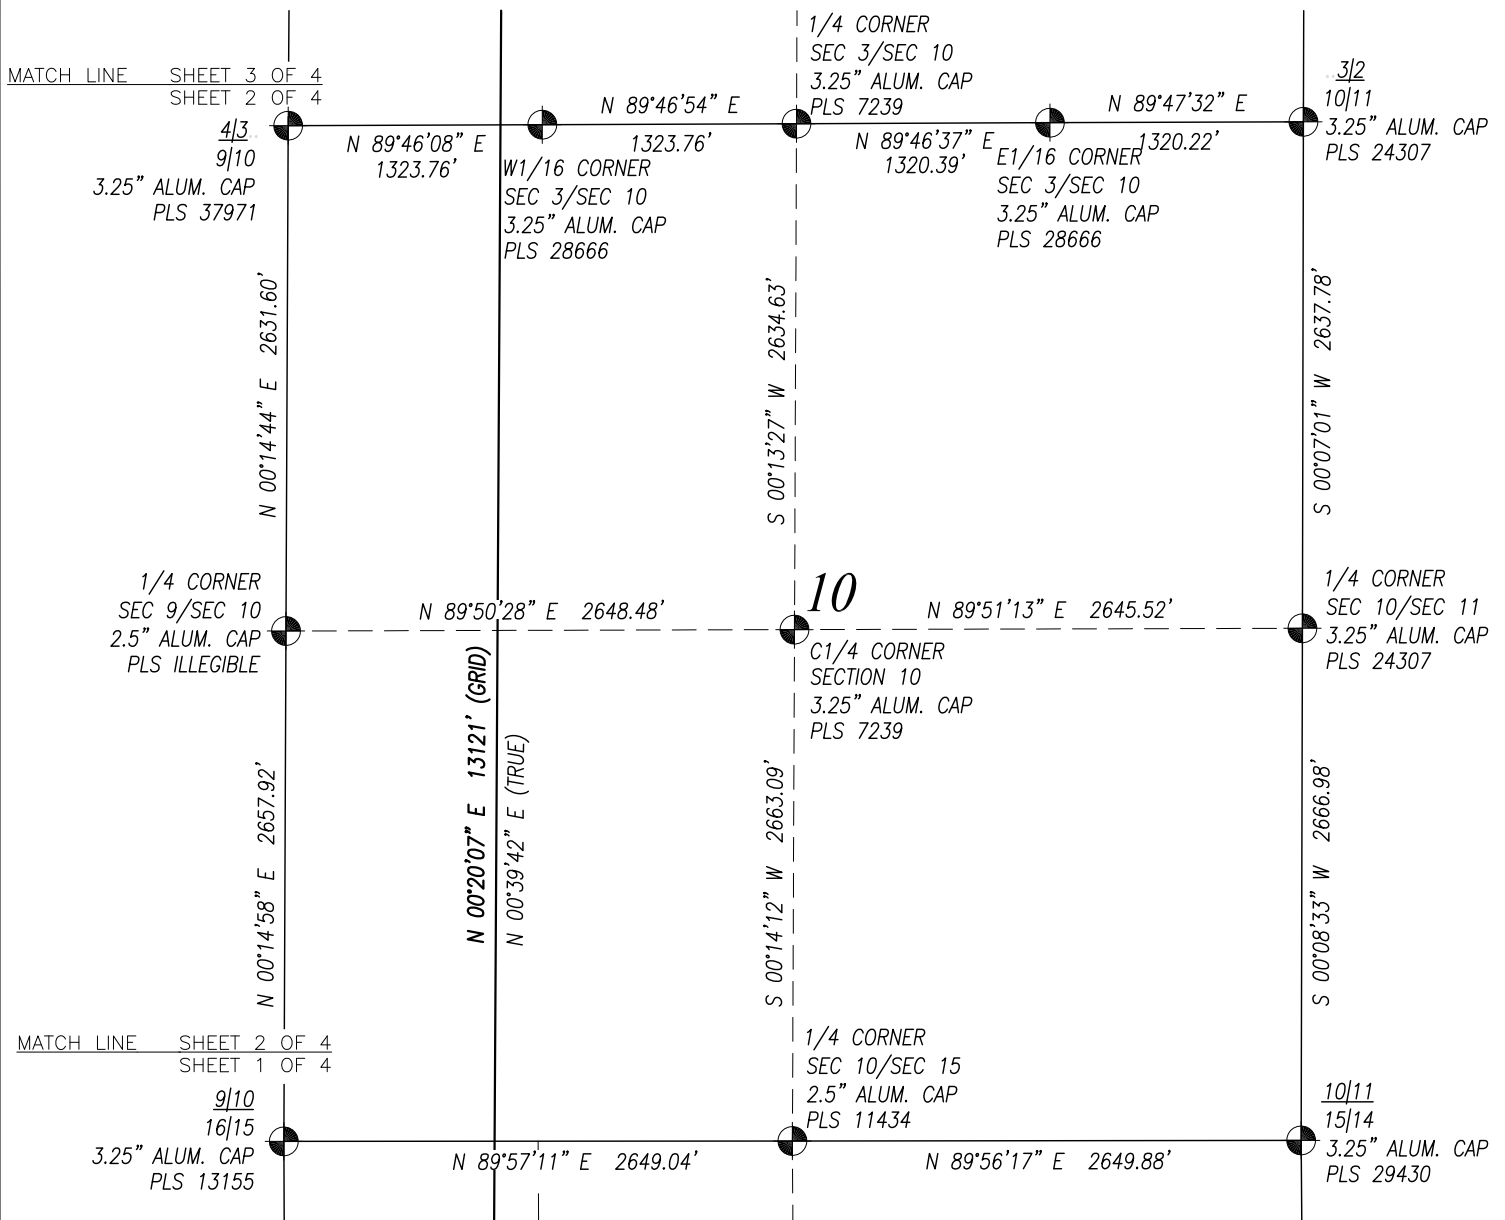 1/4 CORNER
SEC 3/SEC 10
3.25" ALUM. CAP
PLS 7239
MATCH LINE SHEET 3 OF 4
SHEET 2 OF 4
3|2
10|11
3.25" ALUM. CAP
PLS 24307
4|3
9|10
3.25" ALUM. CAP
PLS 37971
N 89°46'08" E
1323.76'
N 89°46'54" E
1323.76'
N 89°46'37" E
1320.39'
N 89°47'32" E
1320.22'
W1/16 CORNER
SEC 3/SEC 10
3.25" ALUM. CAP
PLS 28666
E1/16 CORNER
SEC 3/SEC 10
3.25" ALUM. CAP
PLS 28666
N 00°14'44" E 2631.60'
S 00°13'27" W 2634.63'
S 00°07'01" W 2637.78'
1/4 CORNER
SEC 9/SEC 10
2.5" ALUM. CAP
PLS ILLEGIBLE
N 89°50'28" E 2648.48'
10
N 89°51'13" E 2645.52'
1/4 CORNER
SEC 10/SEC 11
3.25" ALUM. CAP
PLS 24307
C1/4 CORNER
SECTION 10
3.25" ALUM. CAP
PLS 7239
N 00°14'58" E 2657.92'
N 00°20'07" E 13121' (GRID)
N 00°39'42" E (TRUE)
S 00°14'12" W 2663.09'
S 00°08'33" W 2666.98'
MATCH LINE SHEET 2 OF 4
SHEET 1 OF 4
1/4 CORNER
SEC 10/SEC 15
2.5" ALUM. CAP
PLS 11434
9|10
16|15
3.25" ALUM. CAP
PLS 13155
10|11
15|14
3.25" ALUM. CAP
PLS 29430
N 89°57'11" E 2649.04'
N 89°56'17" E 2649.88'